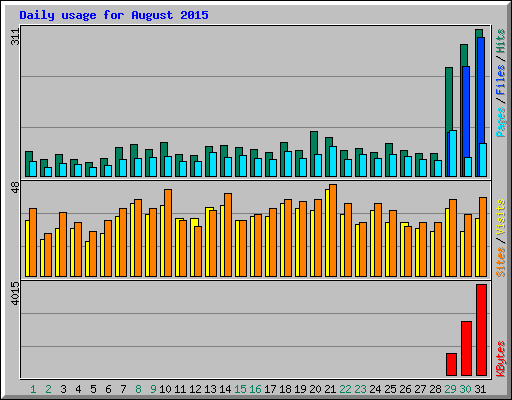 Daily usage for August 2015
311
Pages / Files / Hits
48
Sites / Visits
4015
KBytes
1 2 3 4 5 6 7 8 9 10 11 12 13 14 15 16 17 18 19 20 21 22 23 24 25 26 27 28 29 30 31